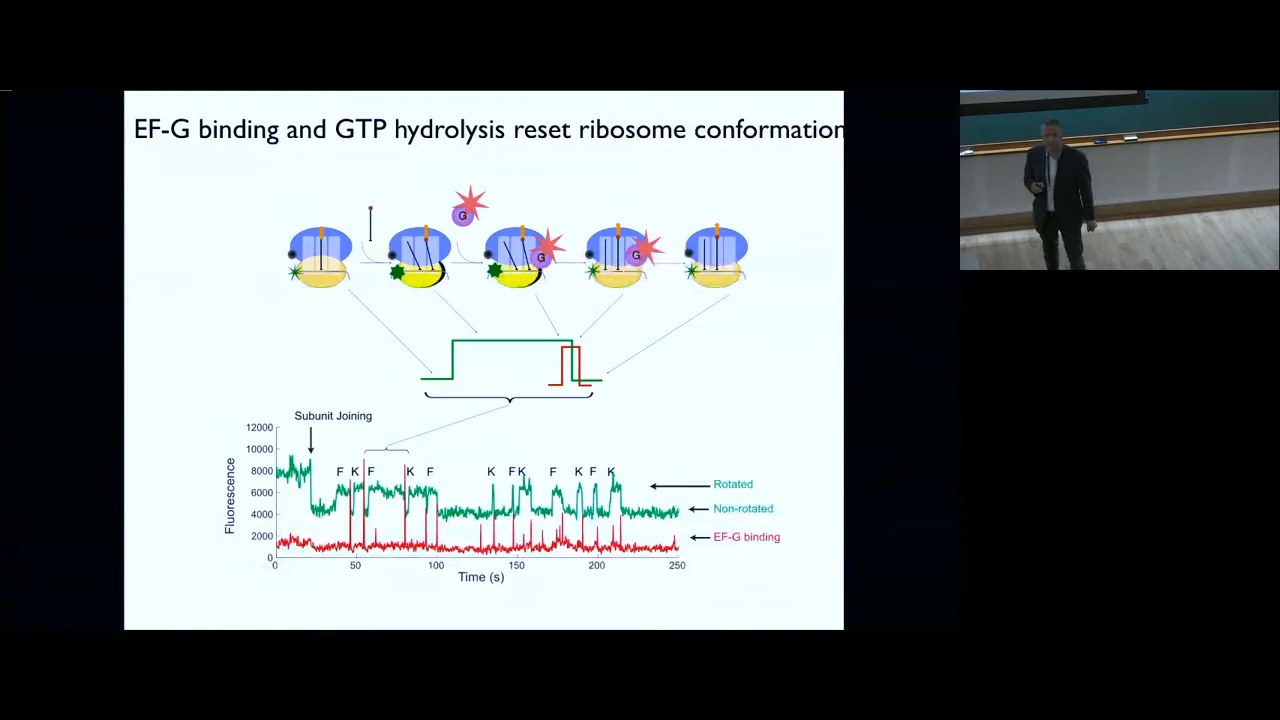 EF-G binding and GTP hydrolysis reset ribosome conformation
G
G
G
Subunit Joining
12000
10000
8000
6000
4000
2000
0
Fluorescence
F K F K F K F K F K F K
Rotated
Non-rotated
EF-G binding
0 50 100 150 200 250
Time (s)